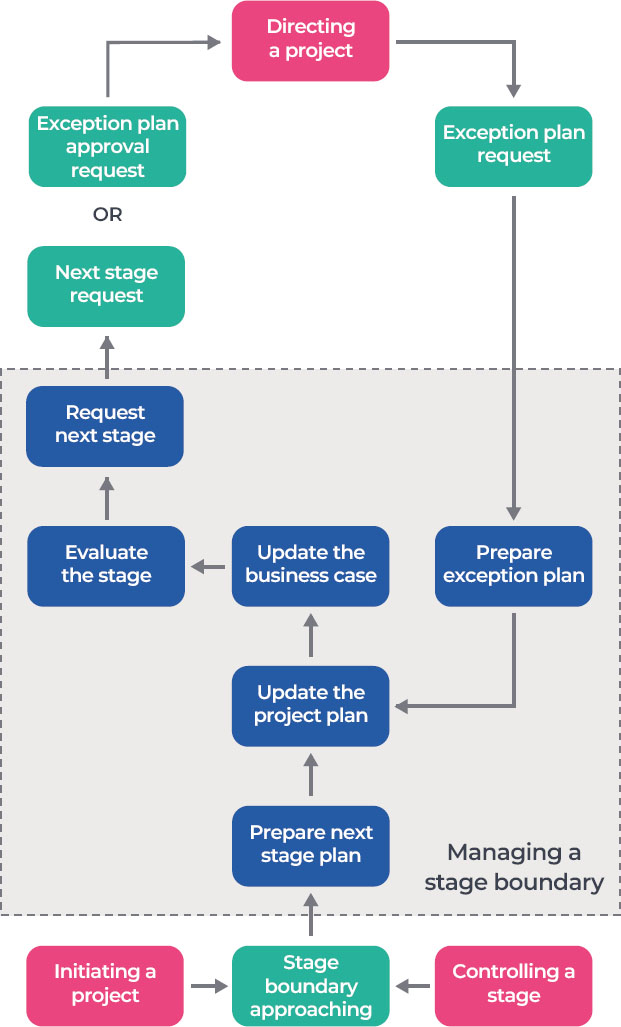 Directing
a project
Exception plan
approval
request
Exception plan
request
OR
Next stage
request
Request
next stage
Evaluate
the stage
Update the
business case
Prepare
exception plan
Update the
project plan
Prepare next
stage plan
Managing a
stage boundary
Initiating a
project
Stage
boundary
approaching
Controlling a
stage